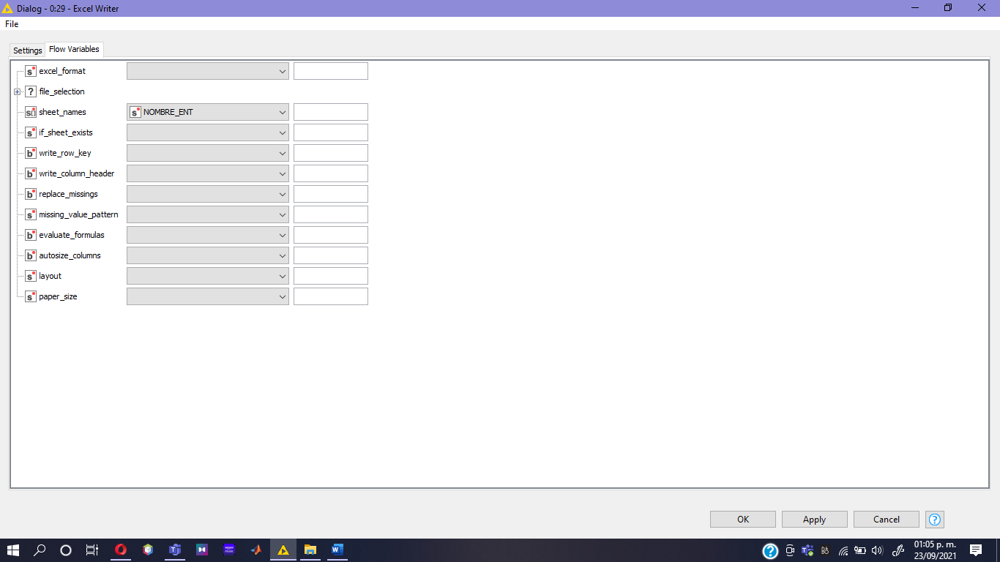 Dialog - 0:29 - Excel Writer
File
Settings Flow Variables
s excel_format
? file_selection
s[] sheet_names s NOMBRE_ENT
s if_sheet_exists
b write_row_key
b write_column_header
b replace_missings
s missing_value_pattern
b evaluate_formulas
b autosize_columns
s layout
s paper_size
OK Apply Cancel ?
01:05 p. m.
23/09/2021